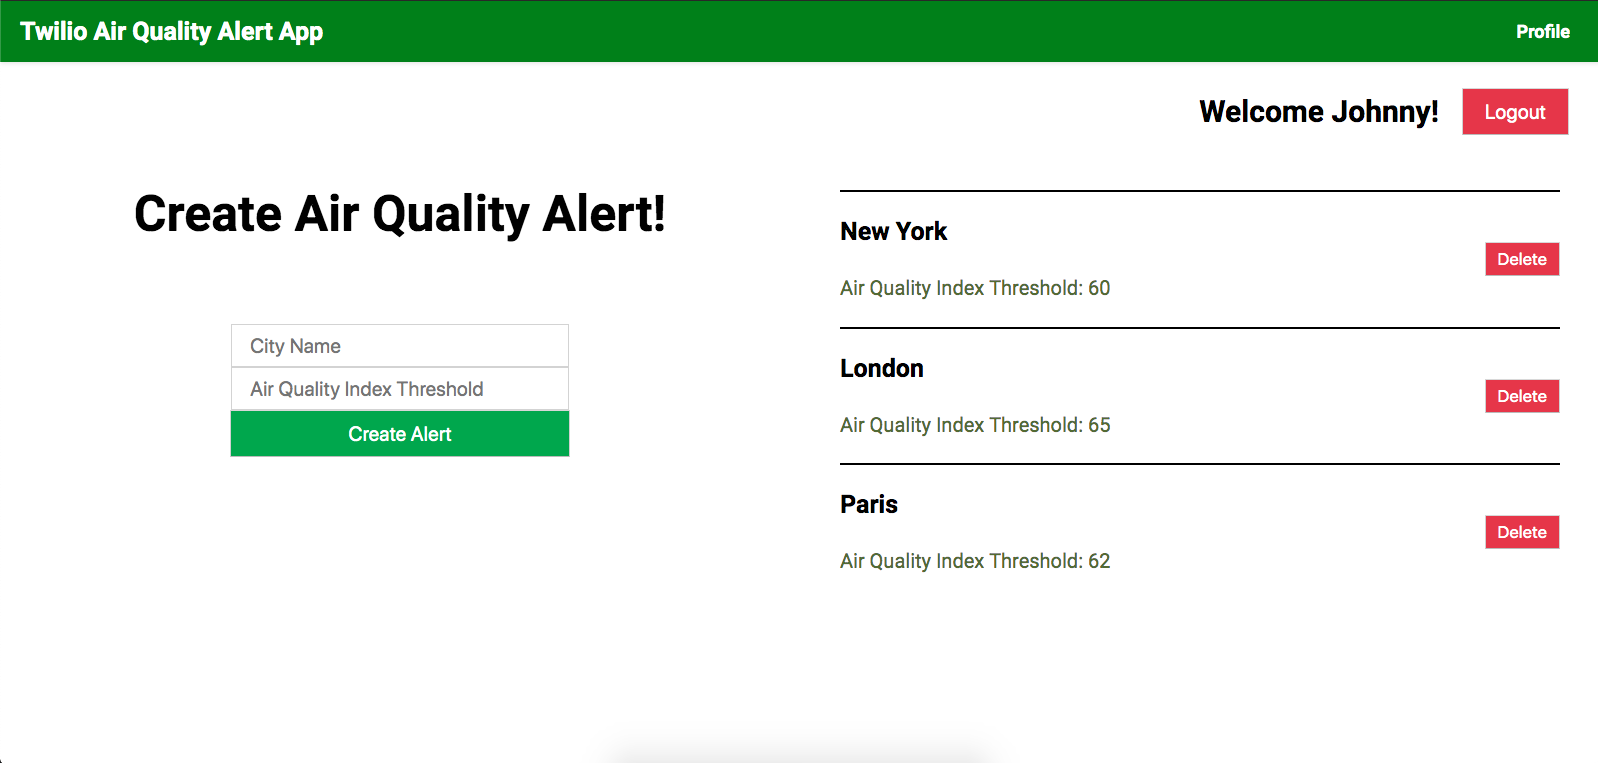 Twilio Air Quality Alert App
Profile
Welcome Johnny!
Logout
Create Air Quality Alert!
City Name
Air Quality Index Threshold
Create Alert
New York
Air Quality Index Threshold: 60
Delete
London
Air Quality Index Threshold: 65
Delete
Paris
Air Quality Index Threshold: 62
Delete